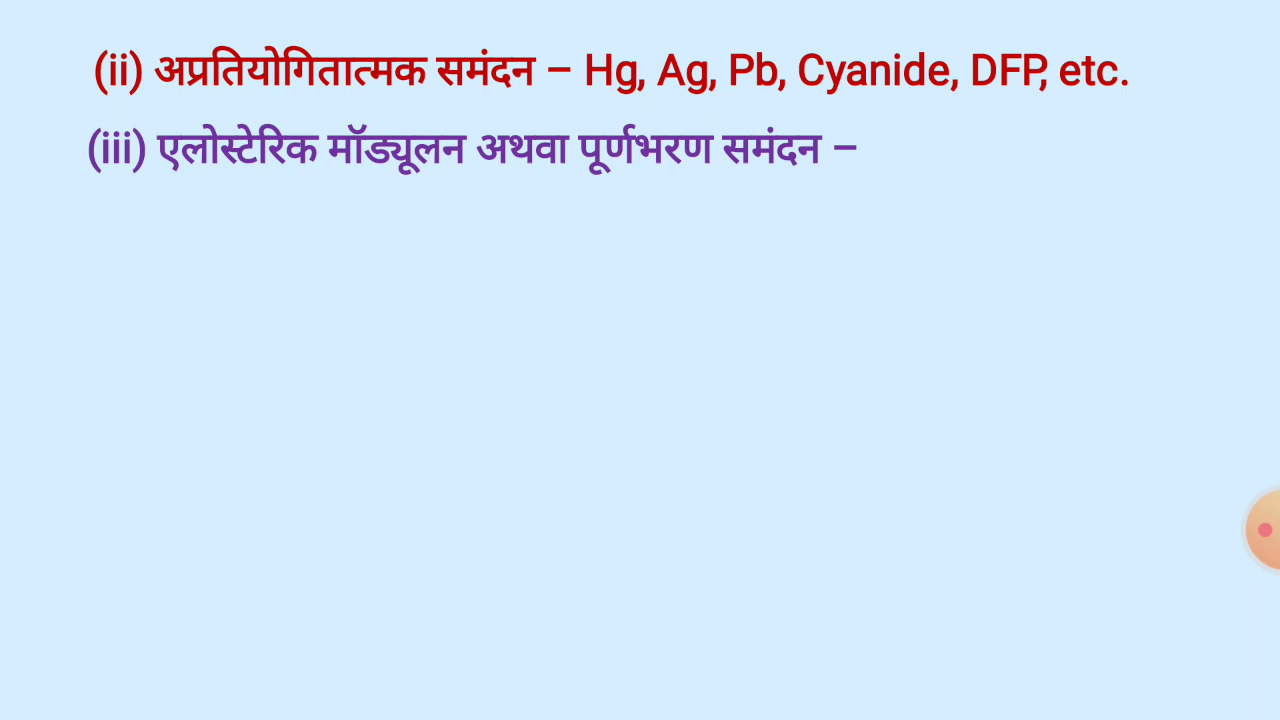 (ii) अप्रतियोगितात्मक समंदन – Hg, Ag, Pb, Cyanide, DFP, etc.
(iii) एलोस्टेरिक मॉड्यूलन अथवा पूर्णभरण समंदन –